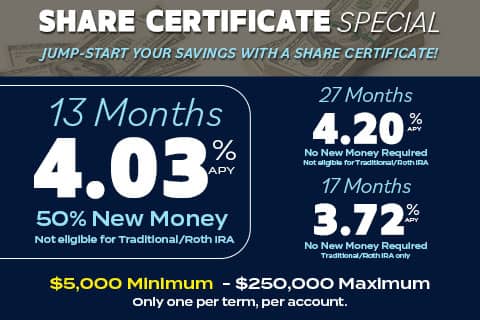 SHARE CERTIFICATE SPECIAL
JUMP-START YOUR SAVINGS WITH A SHARE CERTIFICATE!
13 Months
4.03% APY
50% New Money
Not eligible for Traditional/Roth IRA
27 Months
4.20% APY
No New Money Required
Not eligible for Traditional/Roth IRA
17 Months
3.72% APY
No New Money Required
Traditional/Roth IRA only
$5,000 Minimum - $250,000 Maximum
Only one per term, per account.